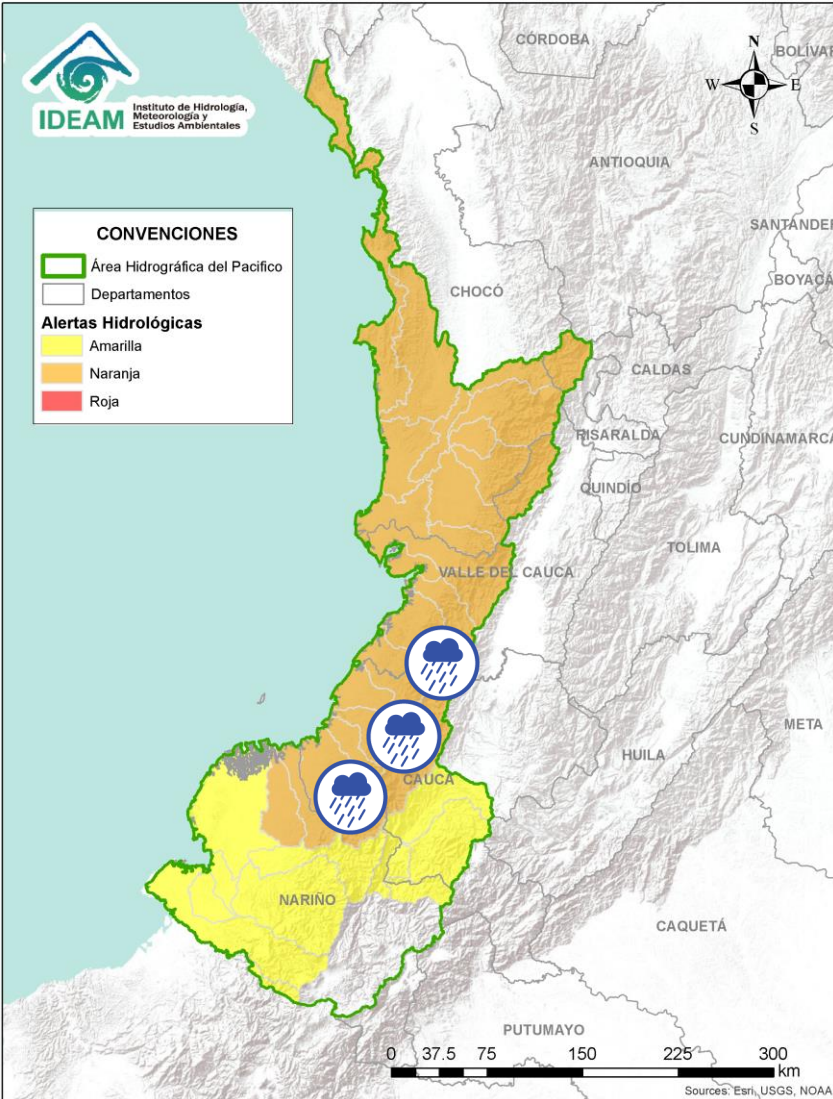 IDEAM
Instituto de Hidrología,
Meteorología y
Estudios Ambientales
CONVENCIONES
Área Hidrográfica del Pacifico
Departamentos
Alertas Hidrológicas
Amarilla
Naranja
Roja
N
W
E
S
CÓRDOBA
BOLÍVAR
ANTIOQUIA
SANTANDER
BOYACÁ
CHOCÓ
CALDAS
RISARALDA
CUNDINAMARCA
QUINDÍO
TOLIMA
VALLE DEL CAUCA
META
HUILA
CAUCA
NARIÑO
CAQUETÁ
PUTUMAYO
0 37.5 75 150 225 300
km
Sources: Esri, USGS, NOAA